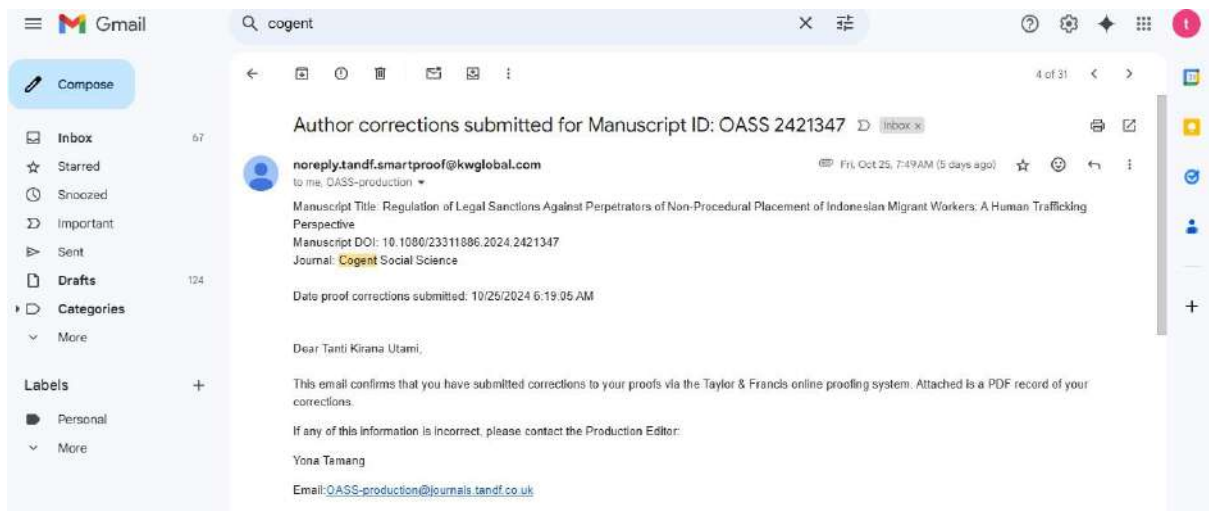 Gmail
cogent
Compose
4 of 31
Inbox 67
Starred
Snoozed
Important
Sent
Drafts 124
Categories
More
Labels
Personal
More
Author corrections submitted for Manuscript ID: OASS 2421347 Inbox x
noreply.tandf.smartproof@kwglobal.com Fri, Oct 25, 7:49 AM (5 days ago)
to me, OASS-production
Manuscript Title: Regulation of Legal Sanctions Against Perpetrators of Non-Procedural Placement of Indonesian Migrant Workers: A Human Trafficking
Perspective
Manuscript DOI: 10.1080/23311886.2024.2421347
Journal: Cogent Social Science
Date proof corrections submitted: 10/25/2024 6:19:05 AM
Dear Tanti Kirana Utami,
This email confirms that you have submitted corrections to your proofs via the Taylor & Francis online proofing system. Attached is a PDF record of your
corrections.
If any of this information is incorrect, please contact the Production Editor:
Yona Tamang
Email:OASS-production@journals.tandf.co.uk
t
31